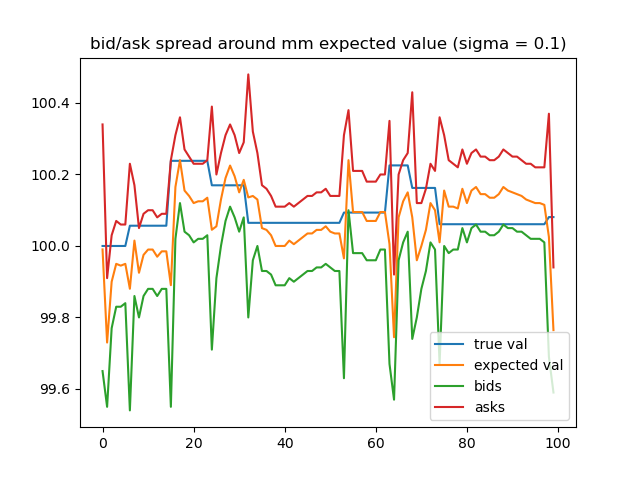 bid/ask spread around mm expected value (sigma = 0.1)
100.4
100.2
100.0
99.8
99.6
true val
expected val
bids
asks
0 20 40 60 80 100